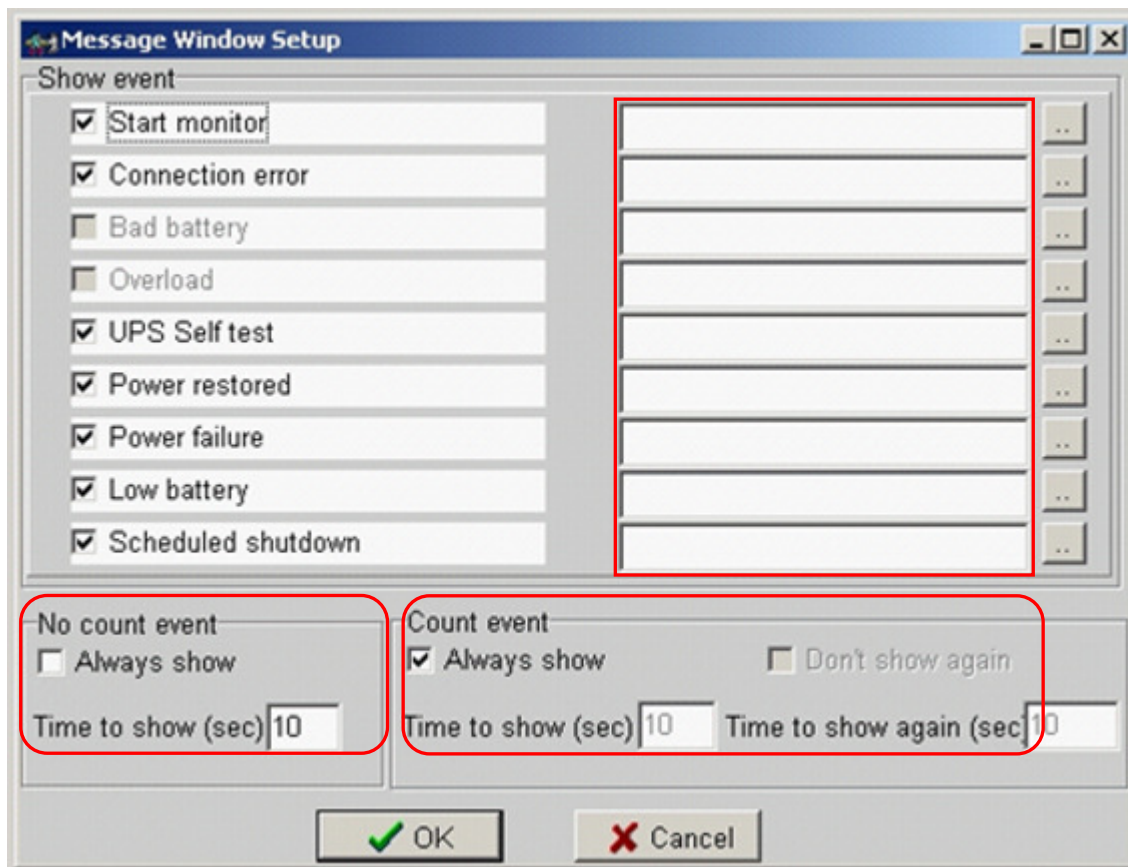 Message Window Setup
Show event
Start monitor ..
Connection error ..
Bad battery ..
Overload ..
UPS Self test ..
Power restored ..
Power failure ..
Low battery ..
Scheduled shutdown ..
No count event
Always show
Time to show (sec) 10
Count event
Always show Don't show again
Time to show (sec) 10 Time to show again (sec) 10
OK Cancel